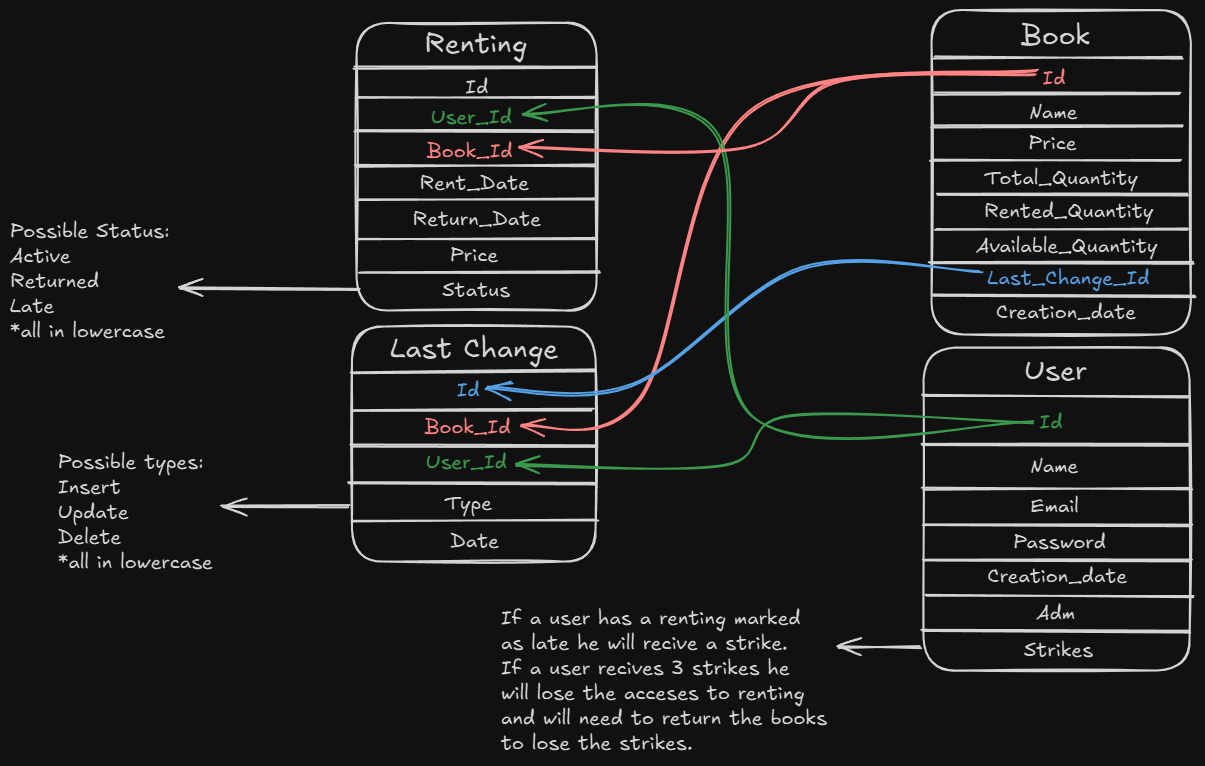 Renting
Id
User_Id
Book_Id
Rent_Date
Return_Date
Price
Status
Possible Status:
Active
Returned
Late
*all in lowercase
Last Change
Id
Book_Id
User_Id
Type
Date
Possible types:
Insert
Update
Delete
*all in lowercase
Book
Id
Name
Price
Total_Quantity
Rented_Quantity
Available_Quantity
Last_Change_Id
Creation_date
User
Id
Name
Email
Password
Creation_date
Adm
Strikes
If a user has a renting marked
as late he will recive a strike.
If a user recives 3 strikes he
will lose the acceses to renting
and will need to return the books
to lose the strikes.